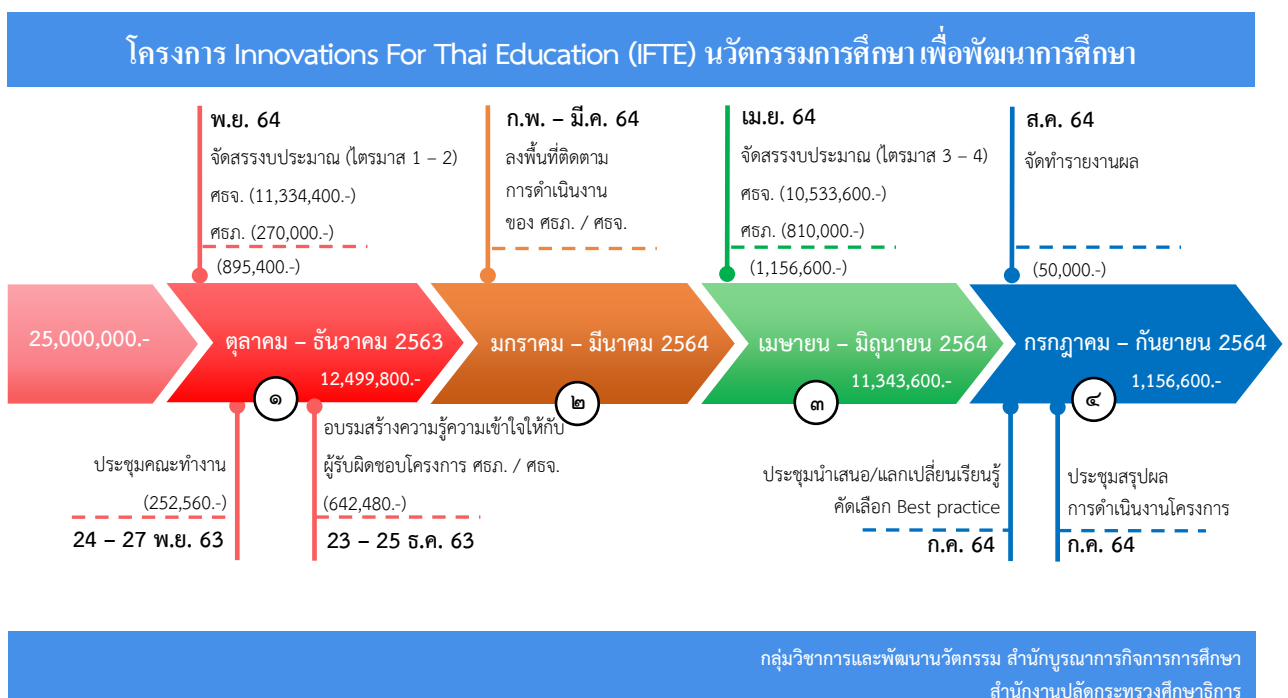 โครงการ Innovations For Thai Education (IFTE) นวัตกรรมการศึกษา เพื่อพัฒนาการศึกษา
พ.ย. 64
จัดสรรงบประมาณ (ไตรมาส 1 – 2)
ศธจ. (11,334,400.-)
ศธภ. (270,000.-)
(895,400.-)
ก.พ. – มี.ค. 64
ลงพื้นที่ติดตาม
การดำเนินงาน
ของ ศธภ. / ศธจ.
เม.ย. 64
จัดสรรงบประมาณ (ไตรมาส 3 – 4)
ศธจ. (10,533,600.-)
ศธภ. (810,000.-)
(1,156,600.-)
ส.ค. 64
จัดทำรายงานผล
(50,000.-)
25,000,000.-
ตุลาคม – ธันวาคม 2563
12,499,800.-
๑
มกราคม – มีนาคม 2564
๒
เมษายน – มิถุนายน 2564
11,343,600.-
๓
กรกฎาคม – กันยายน 2564
1,156,600.-
๔
ประชุมคณะทำงาน
(252,560.-)
24 – 27 พ.ย. 63
อบรมสร้างความรู้ความเข้าใจให้กับ
ผู้รับผิดชอบโครงการ ศธภ. / ศธจ.
(642,480.-)
23 – 25 ธ.ค. 63
ประชุมนำเสนอ/แลกเปลี่ยนเรียนรู้
คัดเลือก Best practice
ก.ค. 64
ประชุมสรุปผล
การดำเนินงานโครงการ
ก.ค. 64
กลุ่มวิชาการและพัฒนานวัตกรรม สำนักบูรณาการกิจการการศึกษา
สำนักงานปลัดกระทรวงศึกษาธิการ